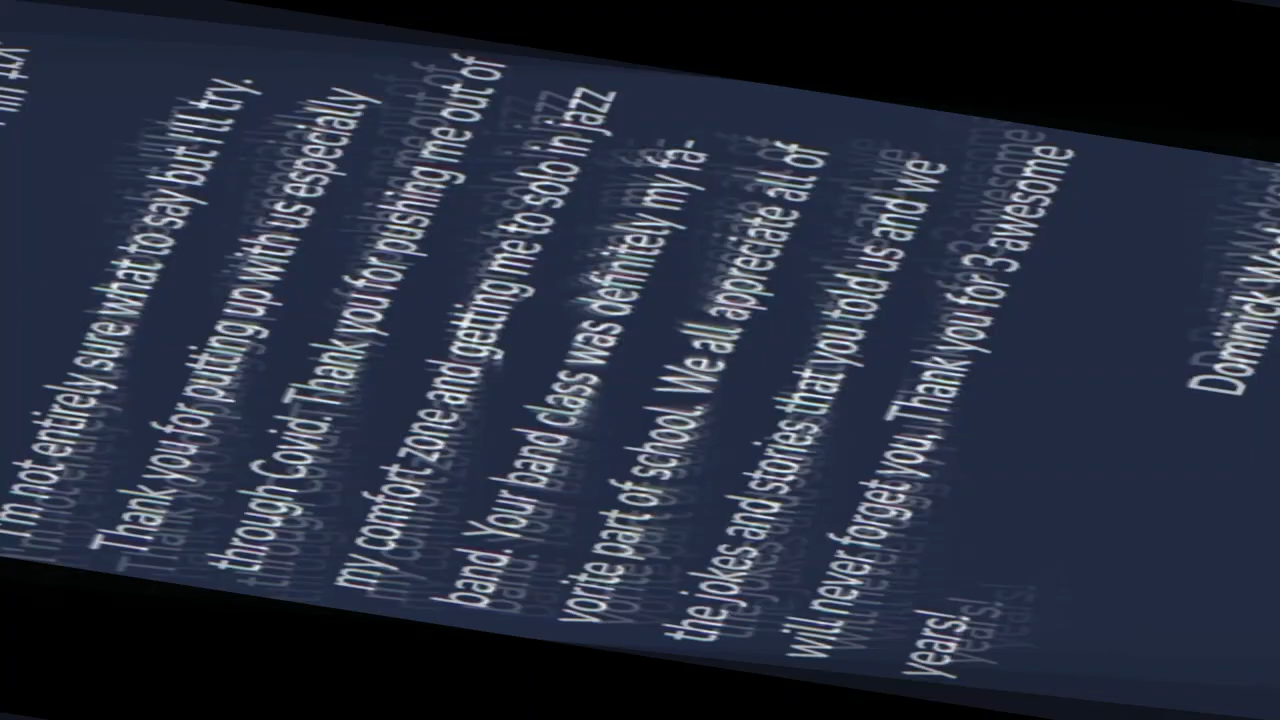 I'm not entirely sure what to say but I'll try.
Thank you for putting up with us especially
through Covid. Thank you for pushing me out of
my comfort zone and getting me to solo in jazz
band. Your band class was definitely my fa-
vorite part of school. We all appreciate all of
the jokes and stories that you told us and we
will never forget you, Thank you for 3 awesome
years!
Dominick